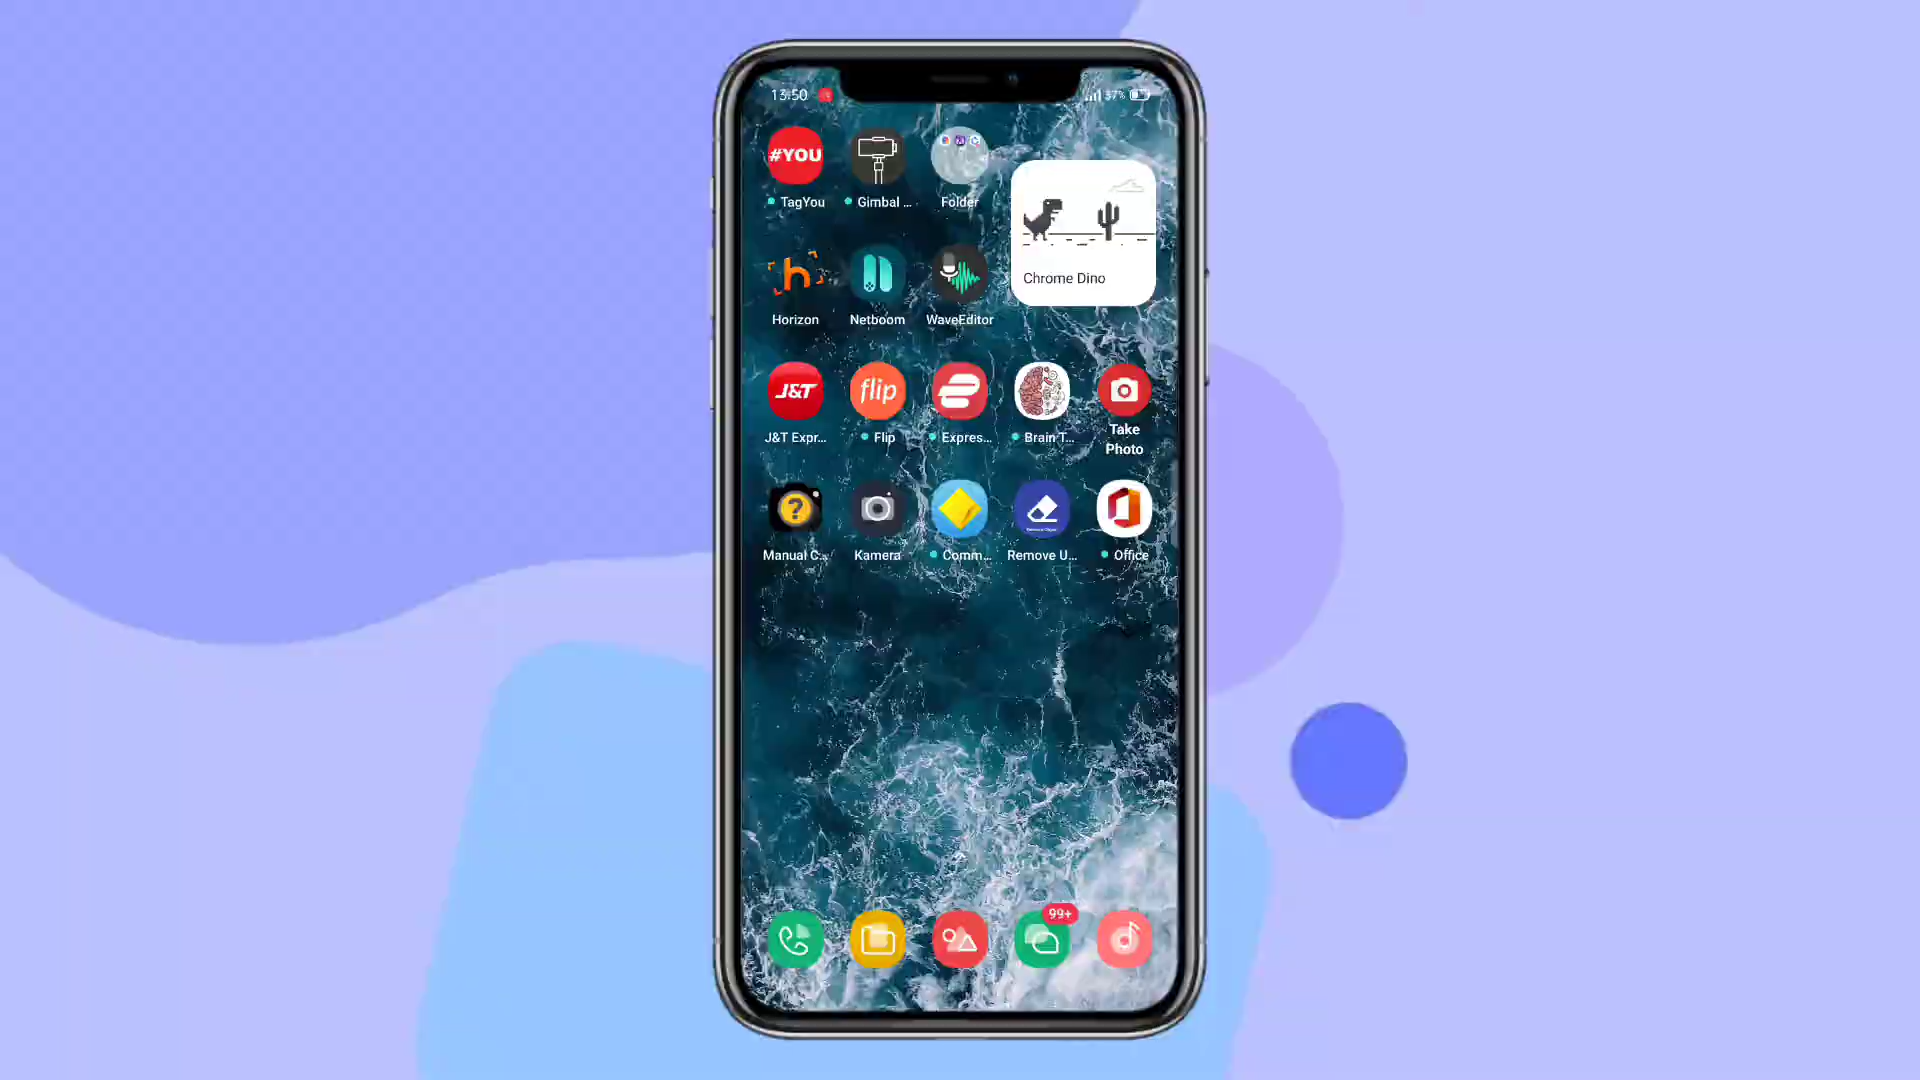 13:50
37%
#YOU
TagYou
Gimbal ...
Folder
Chrome Dino
h
Horizon
Netboom
WaveEditor
J&T
flip
J&T Expr...
Flip
Expres...
Brain T...
Take
Photo
?
Manual C...
Kamera
Comm...
Remove U...
Office
99+